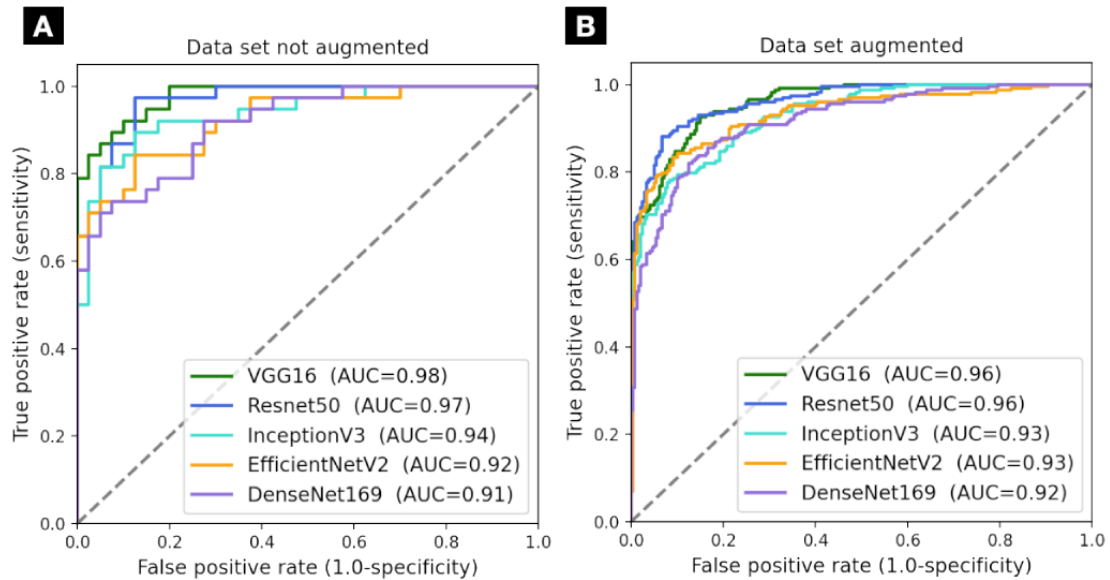 A
Data set not augmented
True positive rate (sensitivity)
1.0
0.8
0.6
0.4
0.2
0.0
VGG16 (AUC=0.98)
Resnet50 (AUC=0.97)
InceptionV3 (AUC=0.94)
EfficientNetV2 (AUC=0.92)
DenseNet169 (AUC=0.91)
0.0 0.2 0.4 0.6 0.8 1.0
False positive rate (1.0-specificity)
B
Data set augmented
True positive rate (sensitivity)
1.0
0.8
0.6
0.4
0.2
0.0
VGG16 (AUC=0.96)
Resnet50 (AUC=0.96)
InceptionV3 (AUC=0.93)
EfficientNetV2 (AUC=0.93)
DenseNet169 (AUC=0.92)
0.0 0.2 0.4 0.6 0.8 1.0
False positive rate (1.0-specificity)